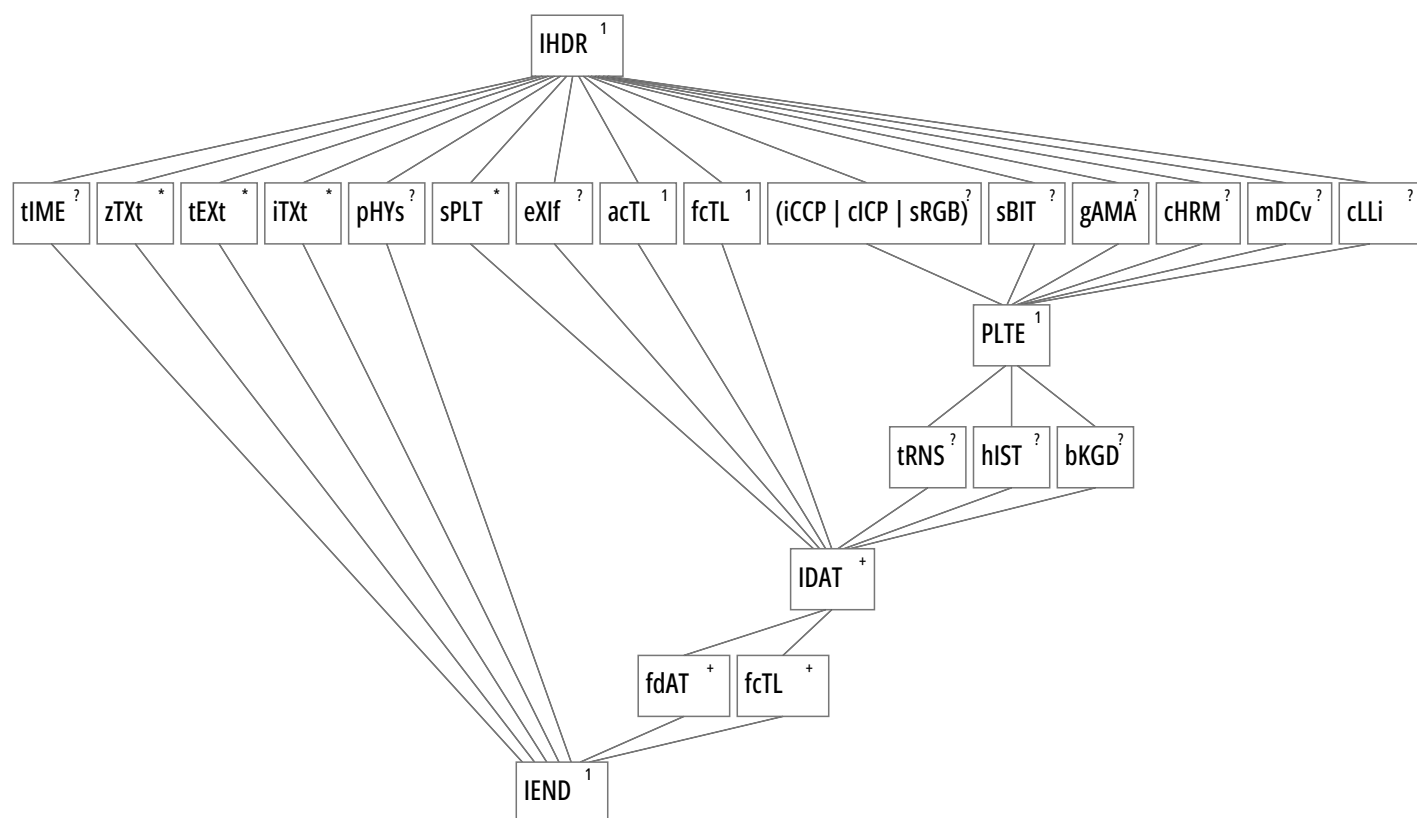 IHDR 1
tIME ?
zTXt *
tEXt *
iTXt *
pHYs ?
sPLT *
eXIf ?
acTL 1
fcTL 1
(iCCP | cICP | sRGB) ?
sBIT ?
gAMA ?
cHRM ?
mDCv ?
cLLi ?
PLTE 1
tRNS ?
hIST ?
bKGD ?
IDAT +
fdAT +
fcTL +
IEND 1